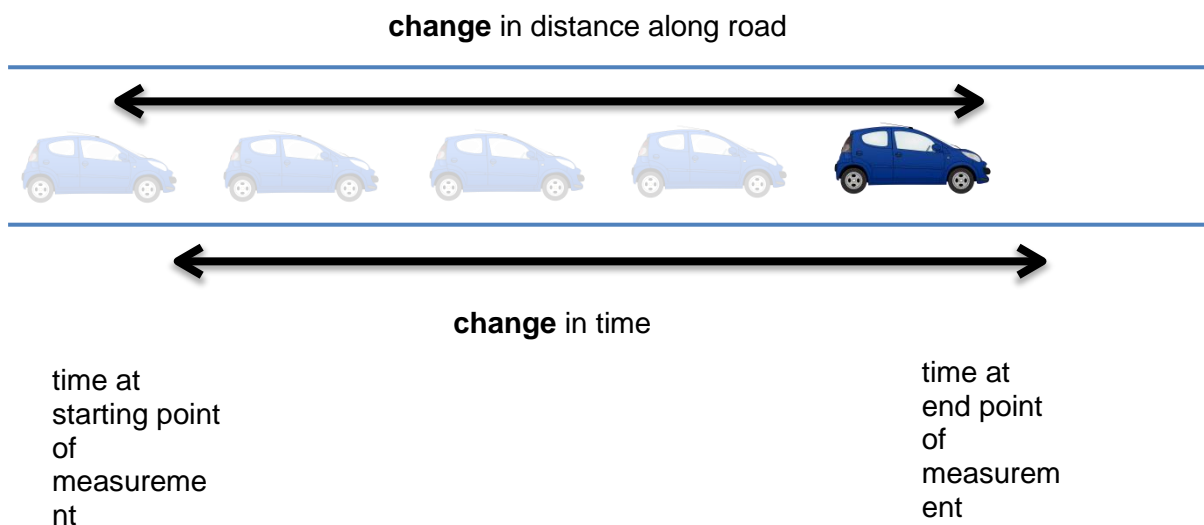 change in distance along road
change in time
time at
starting point
of
measureme
nt
time at
end point
of
measurem
ent